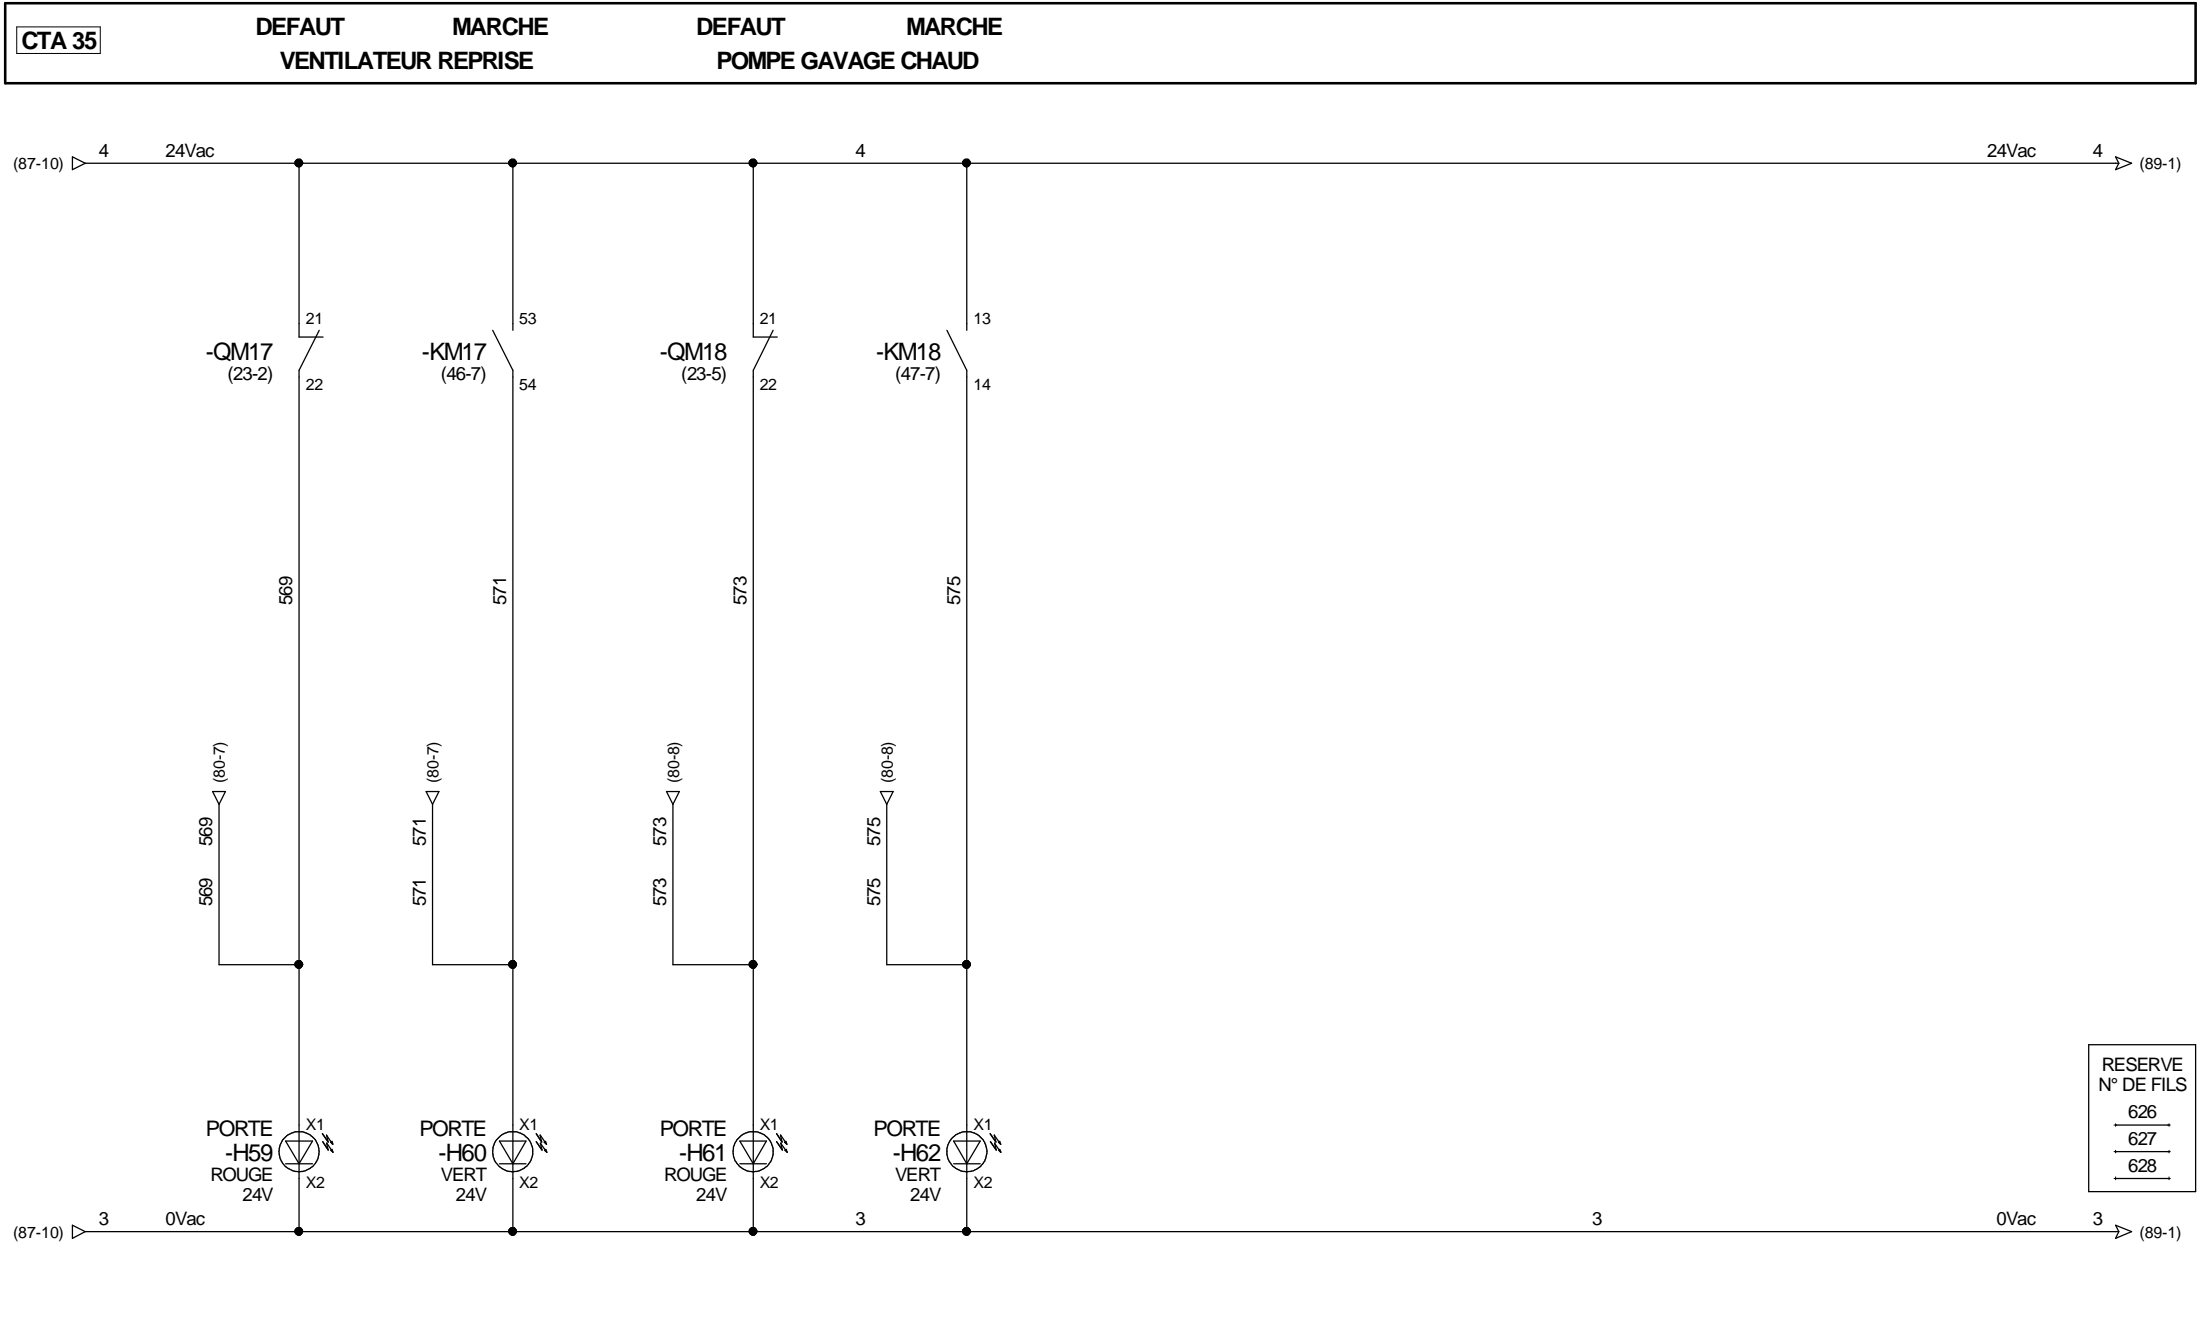 CTA 35
DEFAUT MARCHE DEFAUT MARCHE
VENTILATEUR REPRISE POMPE GAVAGE CHAUD
(87-10) 4 24Vac 4 24Vac 4 (89-1)
21 53 21 13
-QM17 -KM17 -QM18 -KM18
(23-2) (46-7) (23-5) (47-7)
22 54 22 14
569 571 573 575
(80-7) (80-7) (80-8) (80-8)
569 571 573 575
569 571 573 575
RESERVE
N° DE FILS
626
627
628
PORTE X1 PORTE X1 PORTE X1 PORTE X1
-H59 -H60 -H61 -H62
ROUGE VERT ROUGE VERT
24V X2 24V X2 24V X2 24V X2
(87-10) 3 0Vac 3 3 0Vac 3 (89-1)